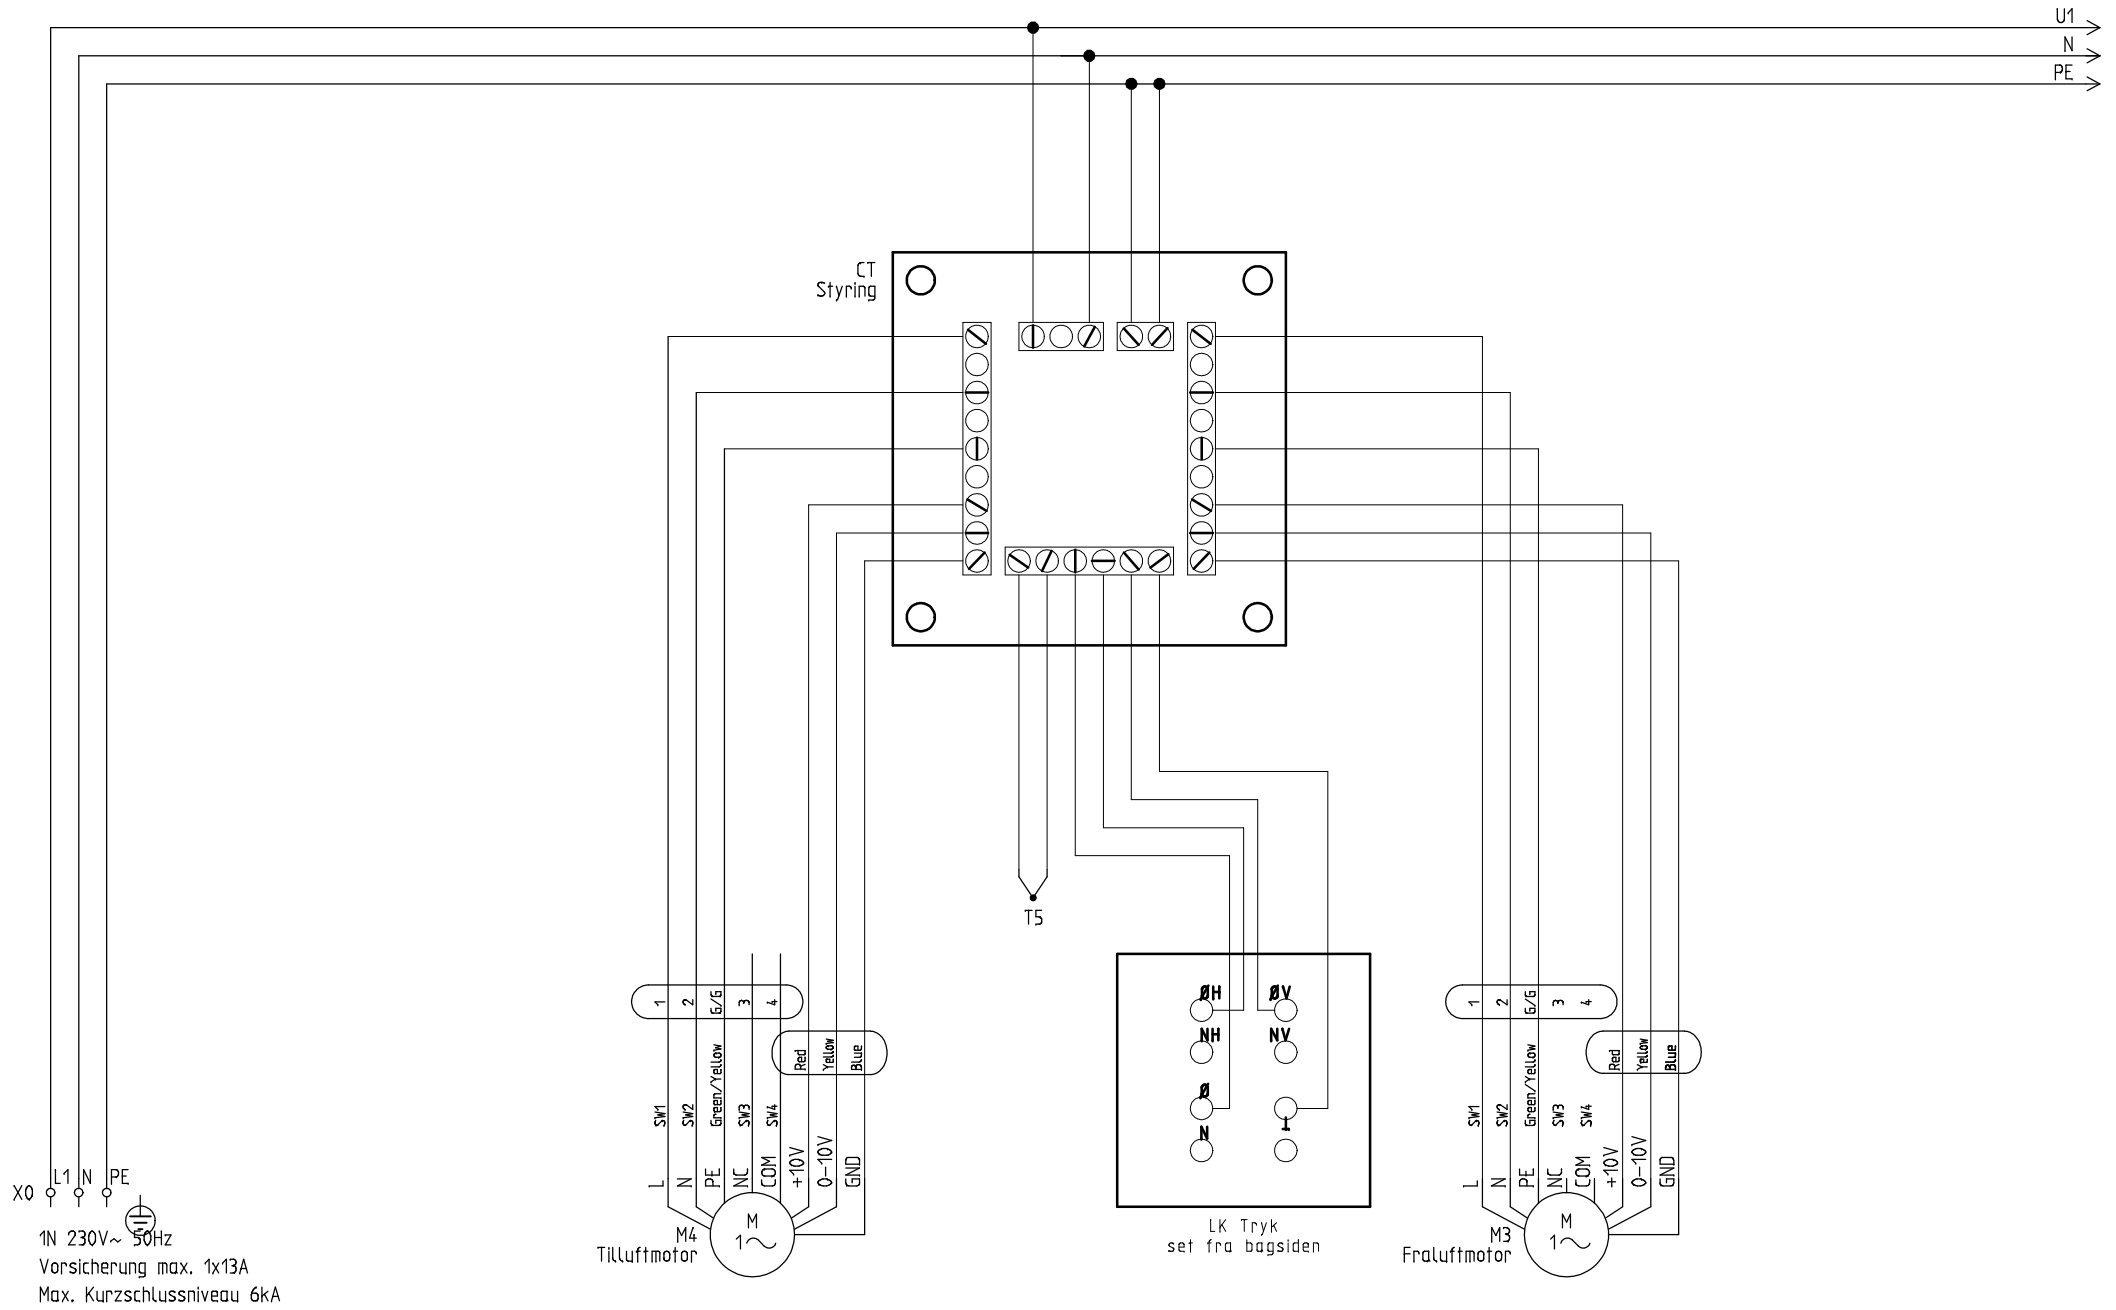 U1
N
PE
CT
Styring
T5
1
2
G/G
3
4
Red
Yellow
Blue
SW1
SW2
Green/Yellow
SW3
SW4
L
N
PE
NC
COM
+10V
0-10V
GND
M
1~
M4
Tilluftmotor
ØH
ØV
NH
NV
Ø
N
LK Tryk
set fra bagsiden
1
2
G/G
3
4
Red
Yellow
Blue
SW1
SW2
Green/Yellow
SW3
SW4
L
N
PE
NC
COM
+10V
0-10V
GND
M
1~
M3
Fraluftmotor
X0
L1
N
PE
1N 230V~ 50Hz
Vorsicherung max. 1x13A
Max. Kurzschlussniveau 6kA